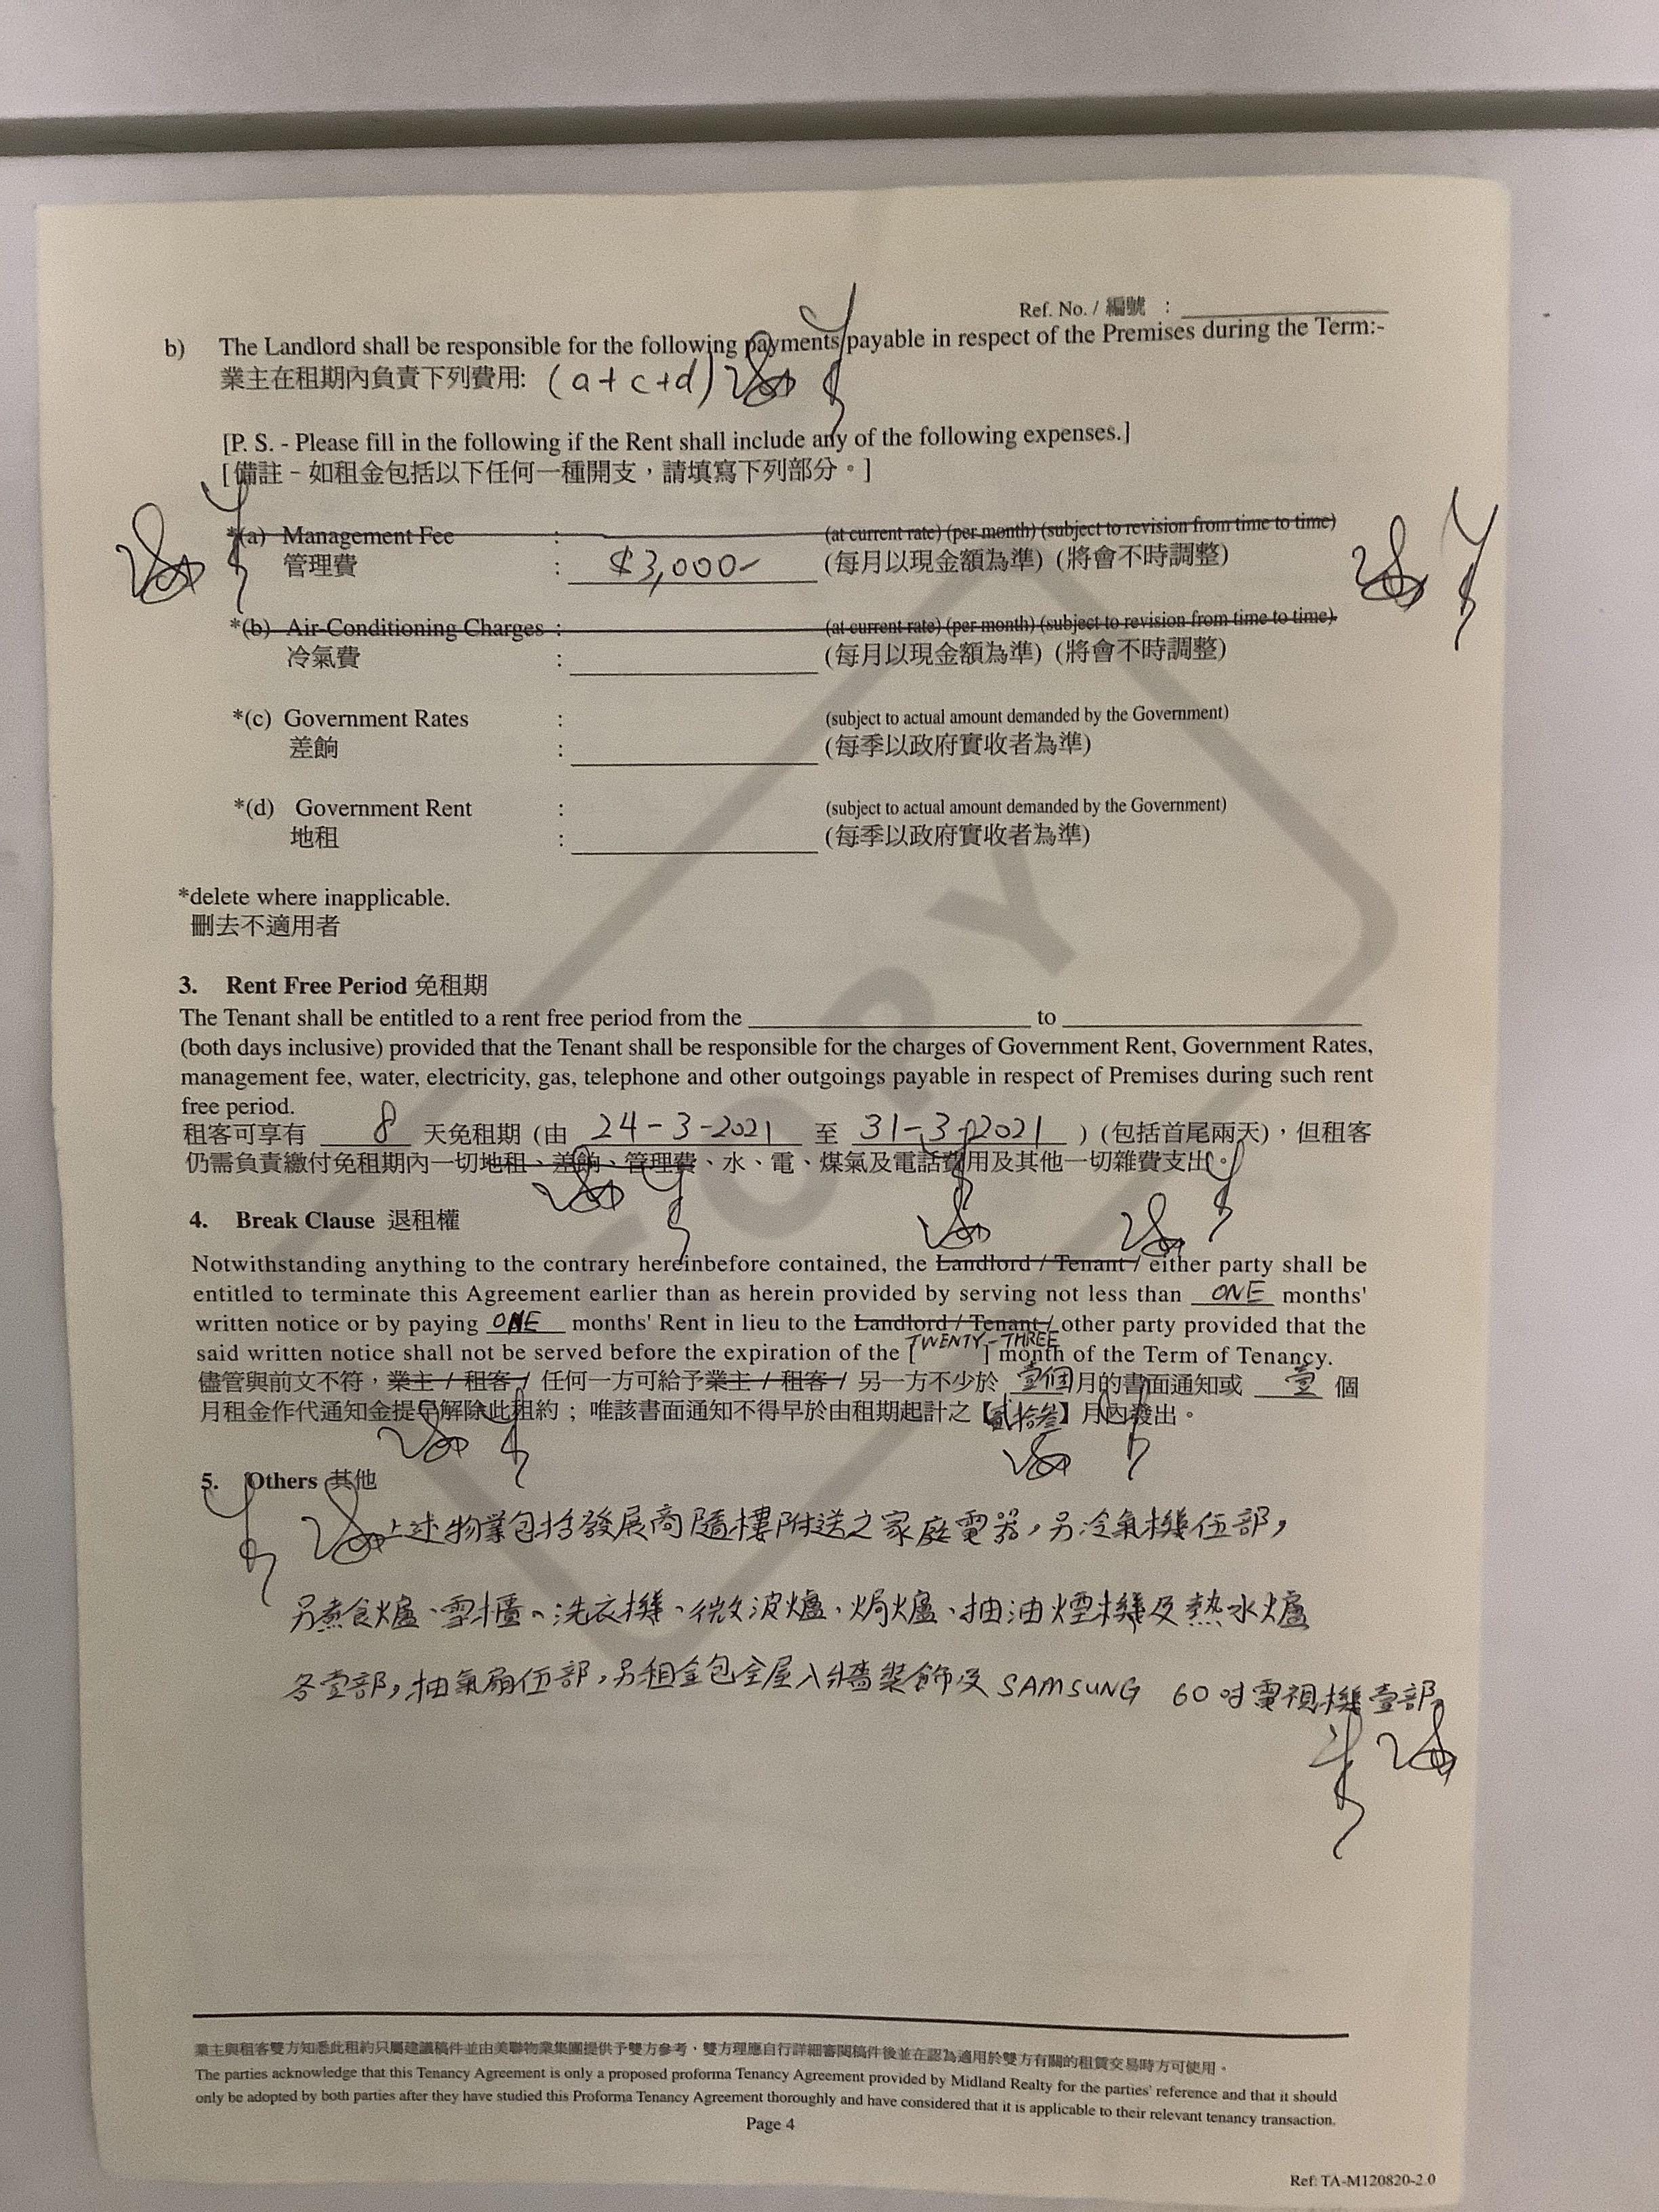 Ref. No. / 編號 :
b) The Landlord shall be responsible for the following payments payable in respect of the Premises during the Term:-
業主在租期內負責下列費用: (a+c+d)
[P. S. - Please fill in the following if the Rent shall include any of the following expenses.]
[備註 - 如租金包括以下任何一種開支，請填寫下列部分。]
*(a) Management Fee : (at current rate) (per month) (subject to revision from time to time)
管理費 : $3,000- (每月以現金額為準) (將會不時調整)
*(b) Air-Conditioning Charges : (at current rate) (per month) (subject to revision from time to time).
冷氣費 : (每月以現金額為準) (將會不時調整)
*(c) Government Rates : (subject to actual amount demanded by the Government)
差餉 : (每季以政府實收者為準)
*(d) Government Rent : (subject to actual amount demanded by the Government)
地租 : (每季以政府實收者為準)
*delete where inapplicable.
刪去不適用者
3. Rent Free Period 免租期
The Tenant shall be entitled to a rent free period from the to
(both days inclusive) provided that the Tenant shall be responsible for the charges of Government Rent, Government Rates,
management fee, water, electricity, gas, telephone and other outgoings payable in respect of Premises during such rent
free period.
租客可享有 8 天免租期 (由 24-3-2021 至 31-3-2021 ) (包括首尾兩天)，但租客
仍需負責繳付免租期內一切地租、差餉、管理費、水、電、煤氣及電話費用及其他一切雜費支出。
4. Break Clause 退租權
Notwithstanding anything to the contrary hereinbefore contained, the Landlord / Tenant / either party shall be
entitled to terminate this Agreement earlier than as herein provided by serving not less than ONE months'
written notice or by paying ONE months' Rent in lieu to the Landlord / Tenant / other party provided that the
said written notice shall not be served before the expiration of the [TWENTY-THREE] month of the Term of Tenancy.
儘管與前文不符，業主 / 租客 / 任何一方可給予業主 / 租客 / 另一方不少於 壹個月的書面通知或 壹 個
月租金作代通知金提早解除此租約；唯該書面通知不得早於由租期起計之【貳拾叁】月內發出。
5. Others 其他
上述物業包括發展商隨樓附送之家庭電器，另冷氣機伍部，
另煮食爐、雪櫃、洗衣機、微波爐、焗爐、抽油煙機及熱水爐
各壹部，抽氣扇伍部，另租金包全屋入牆裝飾及 SAMSUNG 60吋電視機壹部。
業主與租客雙方知悉此租約只屬建議稿件並由美聯物業集團提供予雙方參考，雙方理應自行詳細審閱稿件後並在認為適用於雙方有關的租賃交易時方可使用。
The parties acknowledge that this Tenancy Agreement is only a proposed proforma Tenancy Agreement provided by Midland Realty for the parties' reference and that it should
only be adopted by both parties after they have studied this Proforma Tenancy Agreement thoroughly and have considered that it is applicable to their relevant tenancy transaction.
Page 4
Ref: TA-M120820-2.0
COPY